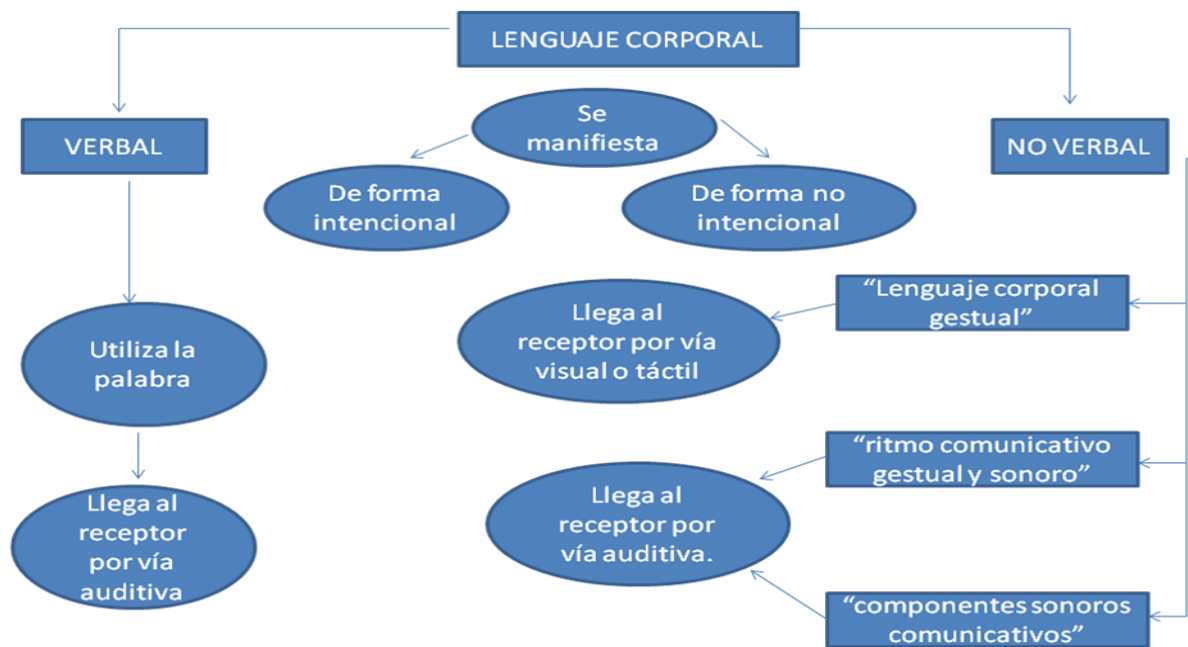 LENGUAJE CORPORAL
VERBAL
Se
manifiesta
NO VERBAL
De forma
intencional
De forma no
intencional
“Lenguaje corporal
gestual”
Llega al
receptor por vía
visual o táctil
Utiliza la
palabra
“ritmo comunicativo
gestual y sonoro”
Llega al
receptor por
vía auditiva.
Llega al
receptor
por vía
auditiva
“componentes sonoros
comunicativos”